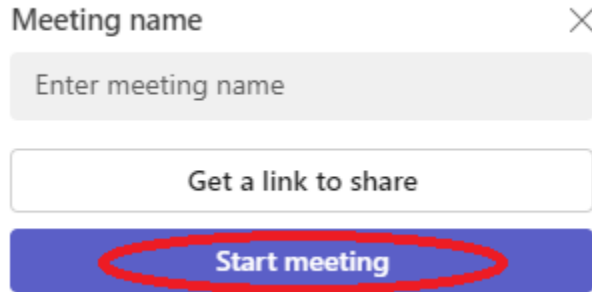 Meeting name
Enter meeting name
Get a link to share
Start meeting